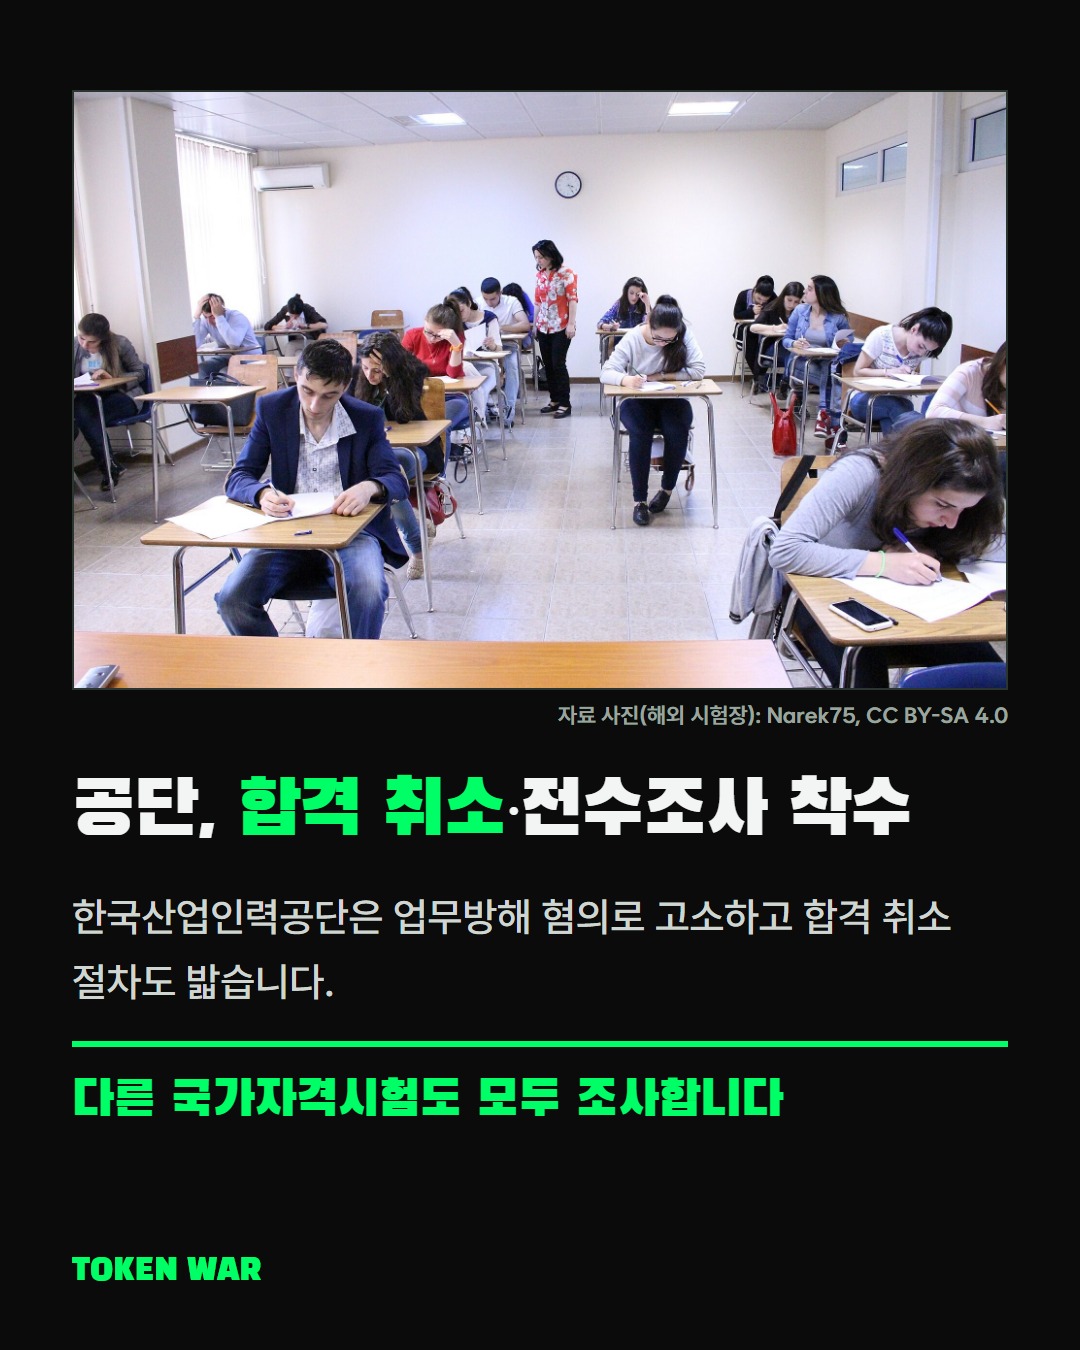 자료 사진(해외 시험장): Narek75, CC BY-SA 4.0
공단, 합격 취소·전수조사 착수
한국산업인력공단은 업무방해 혐의로 고소하고 합격 취소
절차도 밟습니다.
다른 국가자격시험도 모두 조사합니다
TOKEN WAR